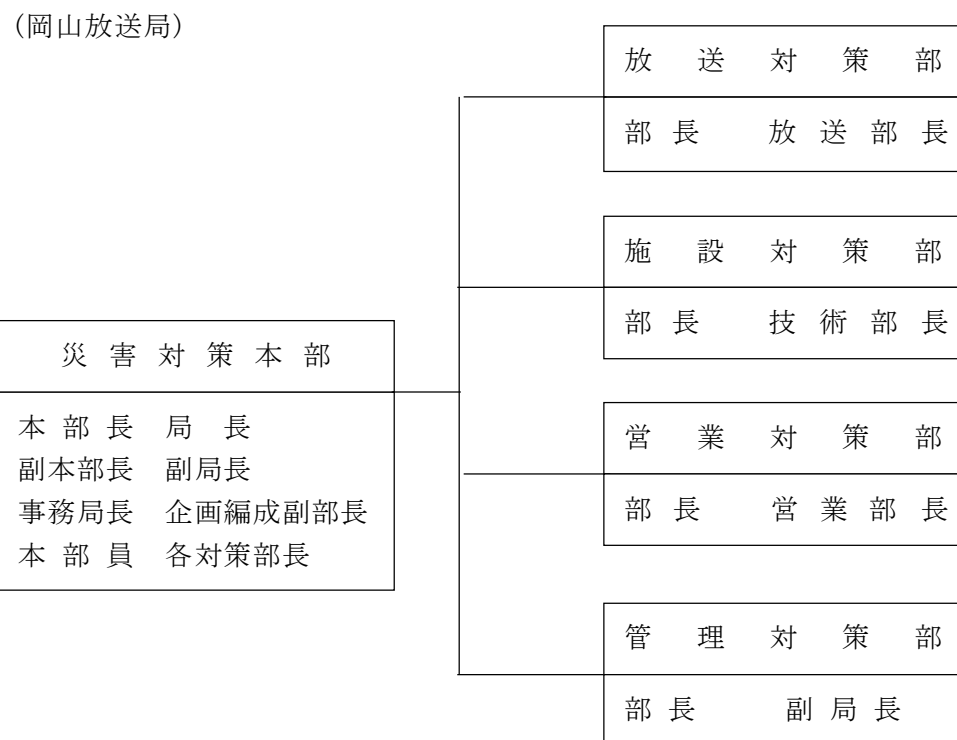 (岡山放送局)
災害対策本部
本部長 局長
副本部長 副局長
事務局長 企画編成副部長
本部員 各対策部長
放送対策部
部長 放送部長
施設対策部
部長 技術部長
営業対策部
部長 営業部長
管理対策部
部長 副局長